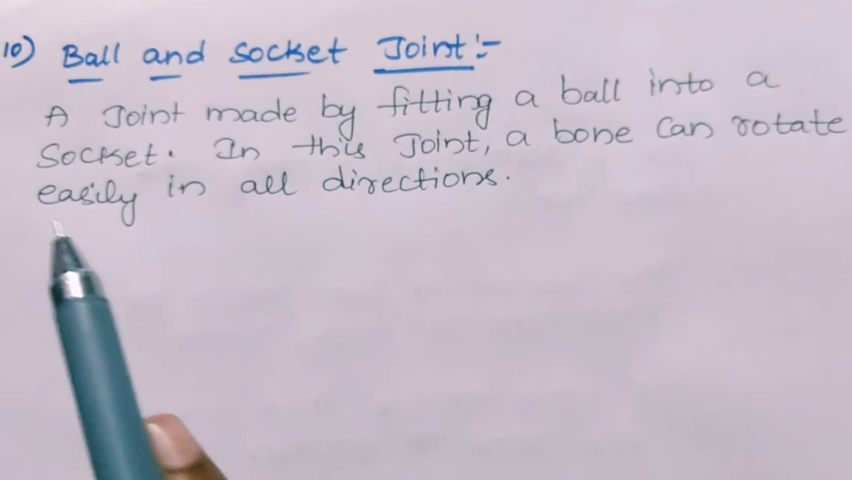 10) Ball and Socket Joint :-
A Joint made by fitting a ball into a
Socket. In this Joint, a bone can rotate
easily in all directions.